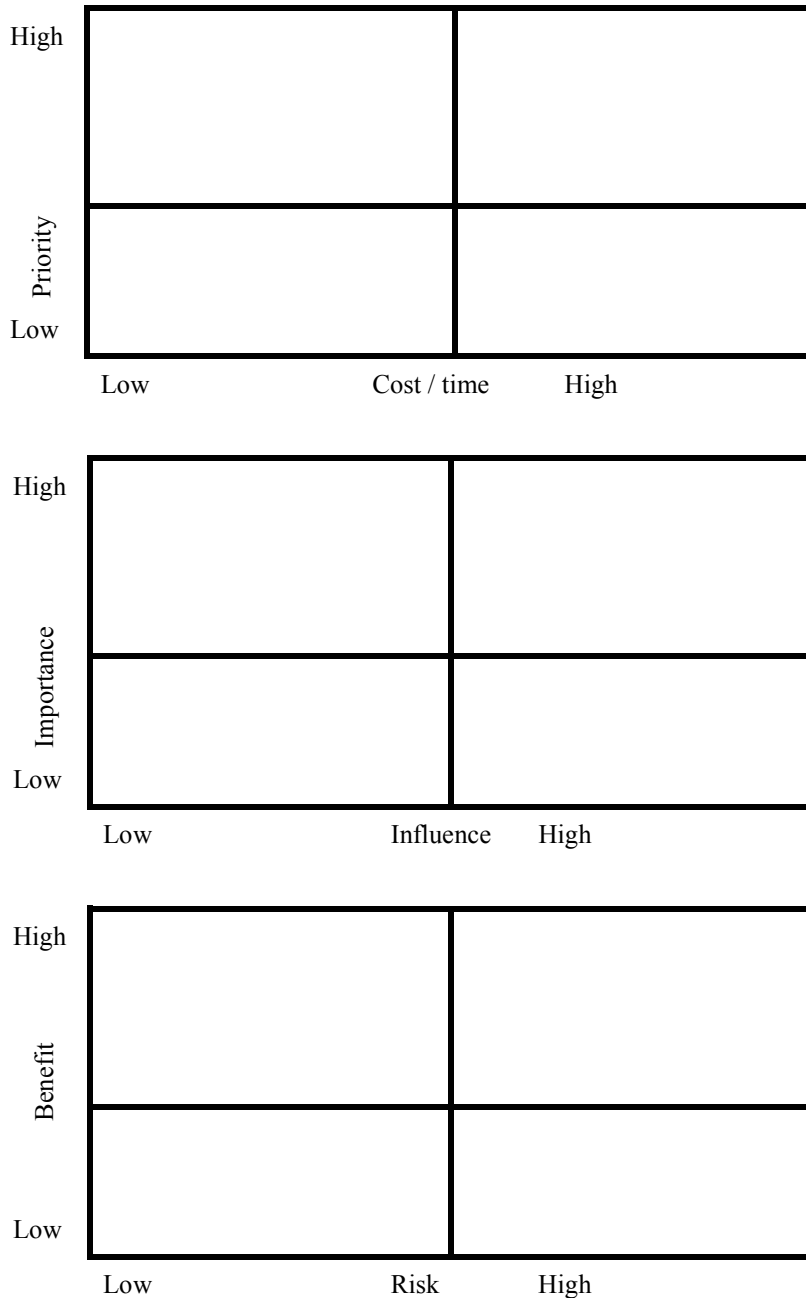 High
Priority
Low
Low Cost / time High
High
Importance
Low
Low Influence High
High
Benefit
Low
Low Risk High